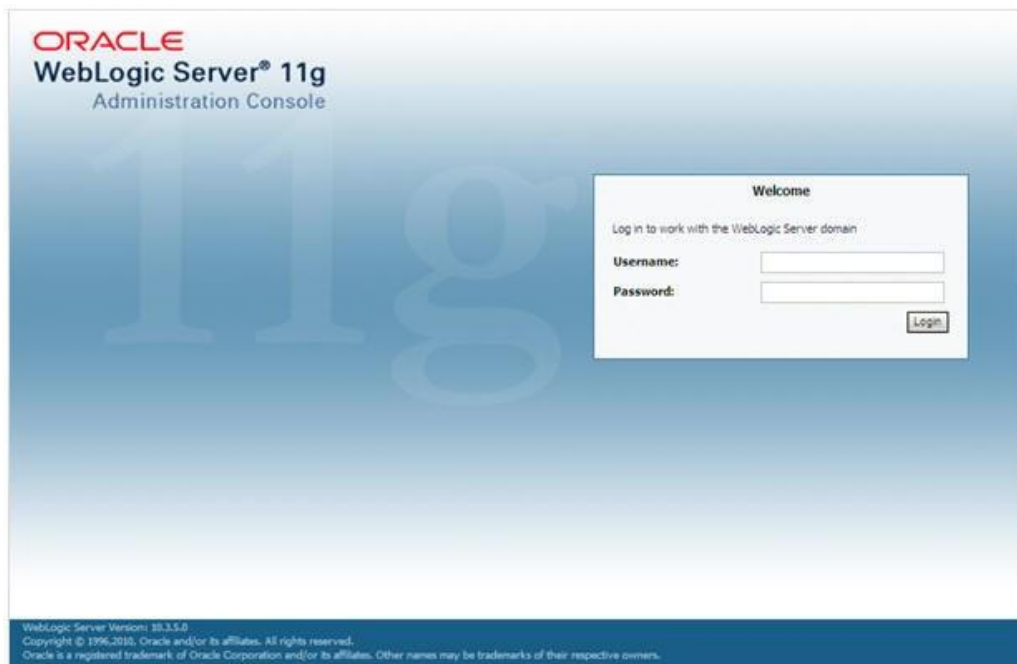 ORACLE
WebLogic Server® 11g
Administration Console
11g
Welcome
Log in to work with the WebLogic Server domain
Username:
Password:
Login
WebLogic Server Version: 10.3.5.0
Copyright © 1996,2010, Oracle and/or its affiliates. All rights reserved.
Oracle is a registered trademark of Oracle Corporation and/or its affiliates. Other names may be trademarks of their respective owners.